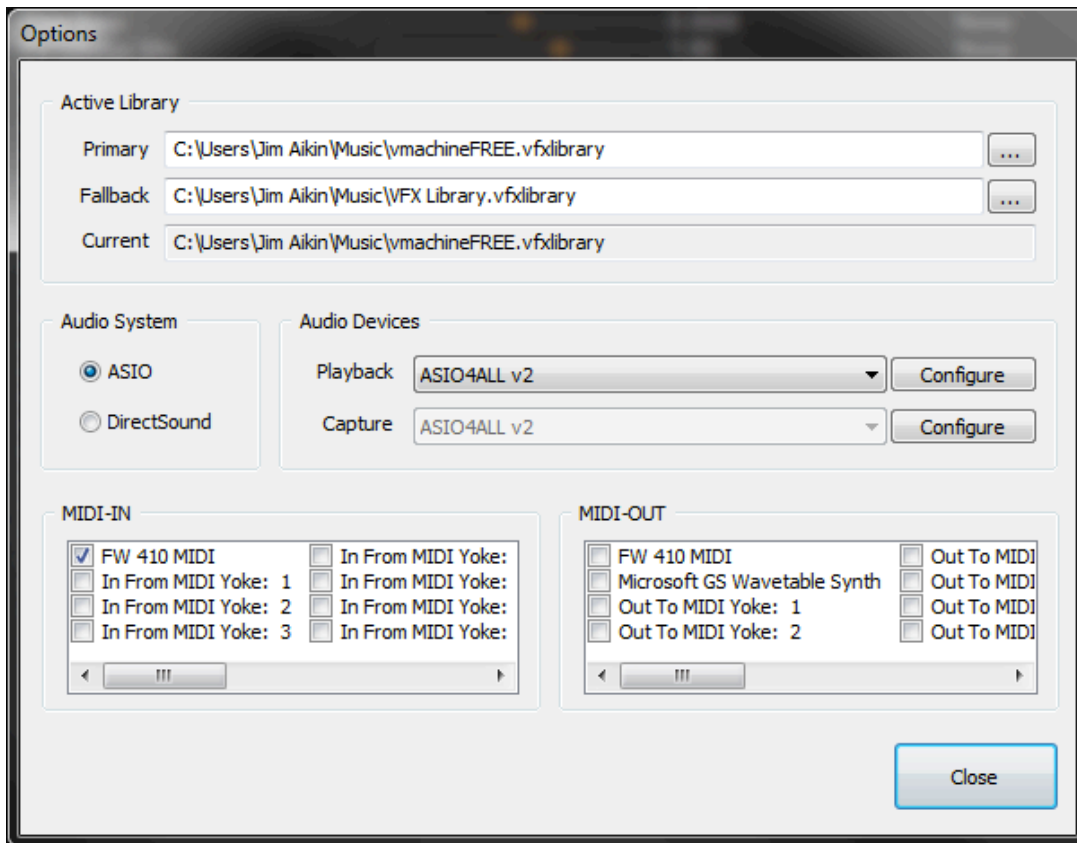 Options
Active Library
Primary C:\Users\Jim Aikin\Music\vmachineFREE.vfxlibrary ...
Fallback C:\Users\Jim Aikin\Music\VFX Library.vfxlibrary ...
Current C:\Users\Jim Aikin\Music\vmachineFREE.vfxlibrary
Audio System
ASIO
DirectSound
Audio Devices
Playback ASIO4ALL v2 Configure
Capture ASIO4ALL v2 Configure
MIDI-IN
FW 410 MIDI In From MIDI Yoke:
In From MIDI Yoke: 1 In From MIDI Yoke:
In From MIDI Yoke: 2 In From MIDI Yoke:
In From MIDI Yoke: 3 In From MIDI Yoke:
MIDI-OUT
FW 410 MIDI Out To MIDI
Microsoft GS Wavetable Synth Out To MIDI
Out To MIDI Yoke: 1 Out To MIDI
Out To MIDI Yoke: 2 Out To MIDI
Close